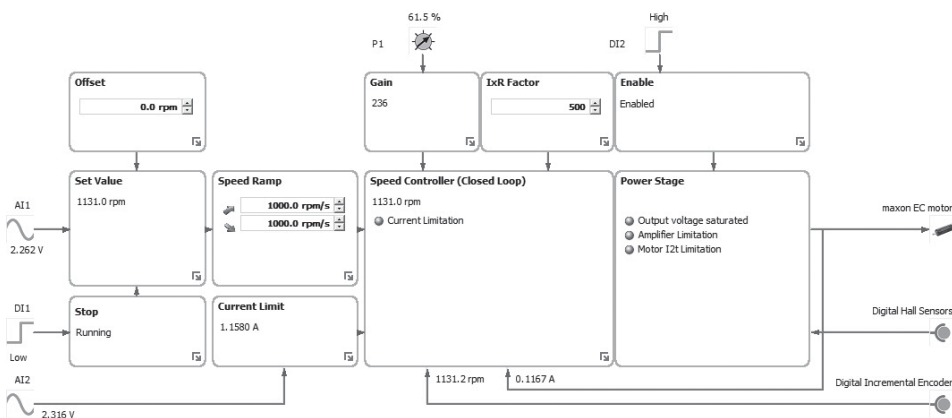 61.5 %
P1
High
DI2
Offset
0.0 rpm
Gain
236
IxR Factor
500
Enable
Enabled
AI1
2.262 V
Set Value
1131.0 rpm
Speed Ramp
1000.0 rpm/s
1000.0 rpm/s
Speed Controller (Closed Loop)
1131.0 rpm
Current Limitation
Power Stage
Output voltage saturated
Amplifier Limitation
Motor I2t Limitation
maxon EC motor
DI1
Low
Stop
Running
Current Limit
1.1580 A
Digital Hall Sensors
AI2
2.316 V
1131.2 rpm
0.1167 A
Digital Incremental Encoder